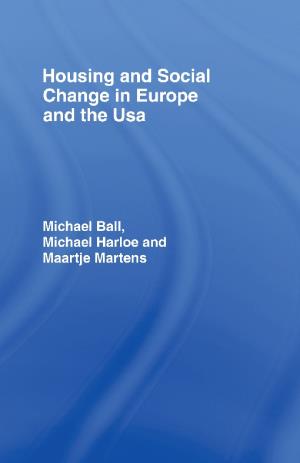 Housing and Social
Change in Europe
and the Usa
Michael Ball,
Michael Harloe and
Maartje Martens